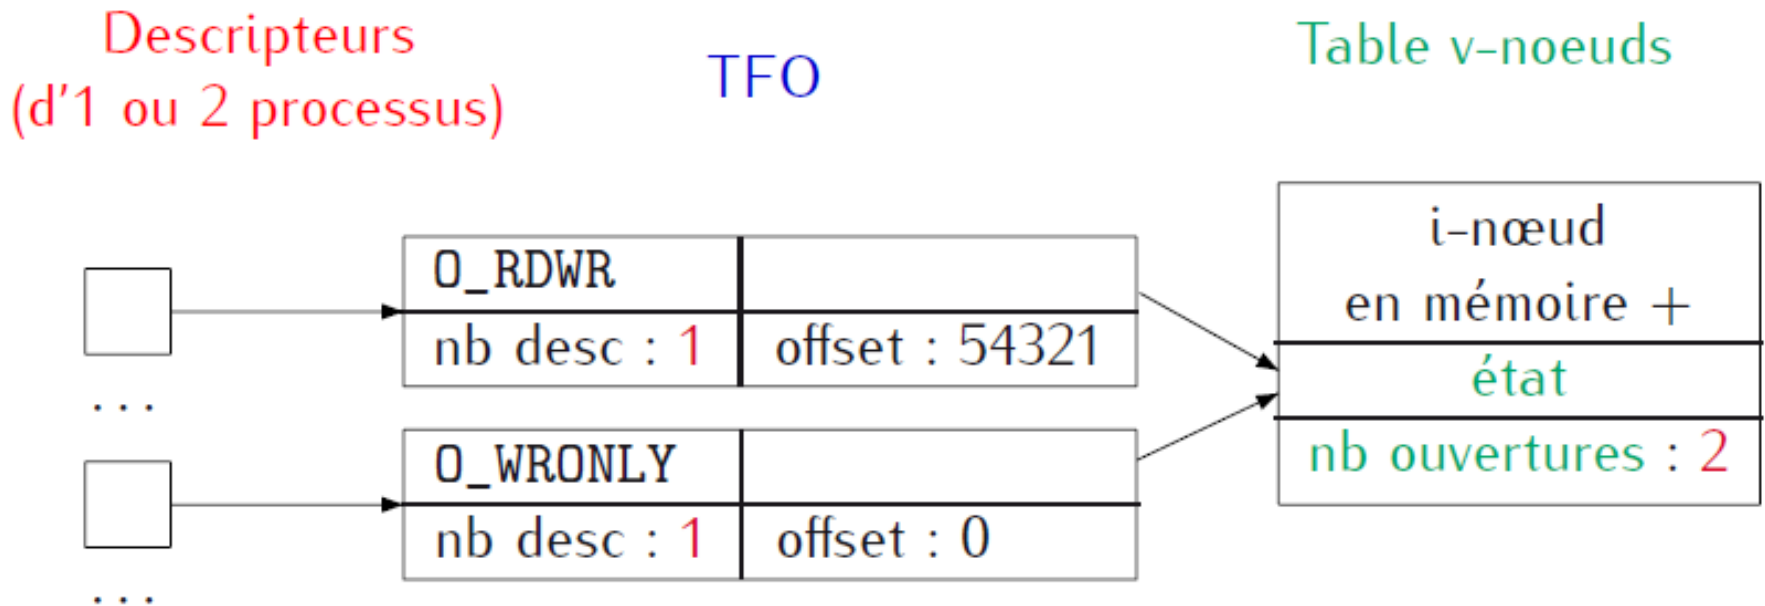 Descripteurs
(d'1 ou 2 processus)
TFO
Table v-noeuds
O_RDWR
nb desc : 1
offset : 54321
...
O_WRONLY
nb desc : 1
offset : 0
...
i-nœud
en mémoire +
état
nb ouvertures : 2